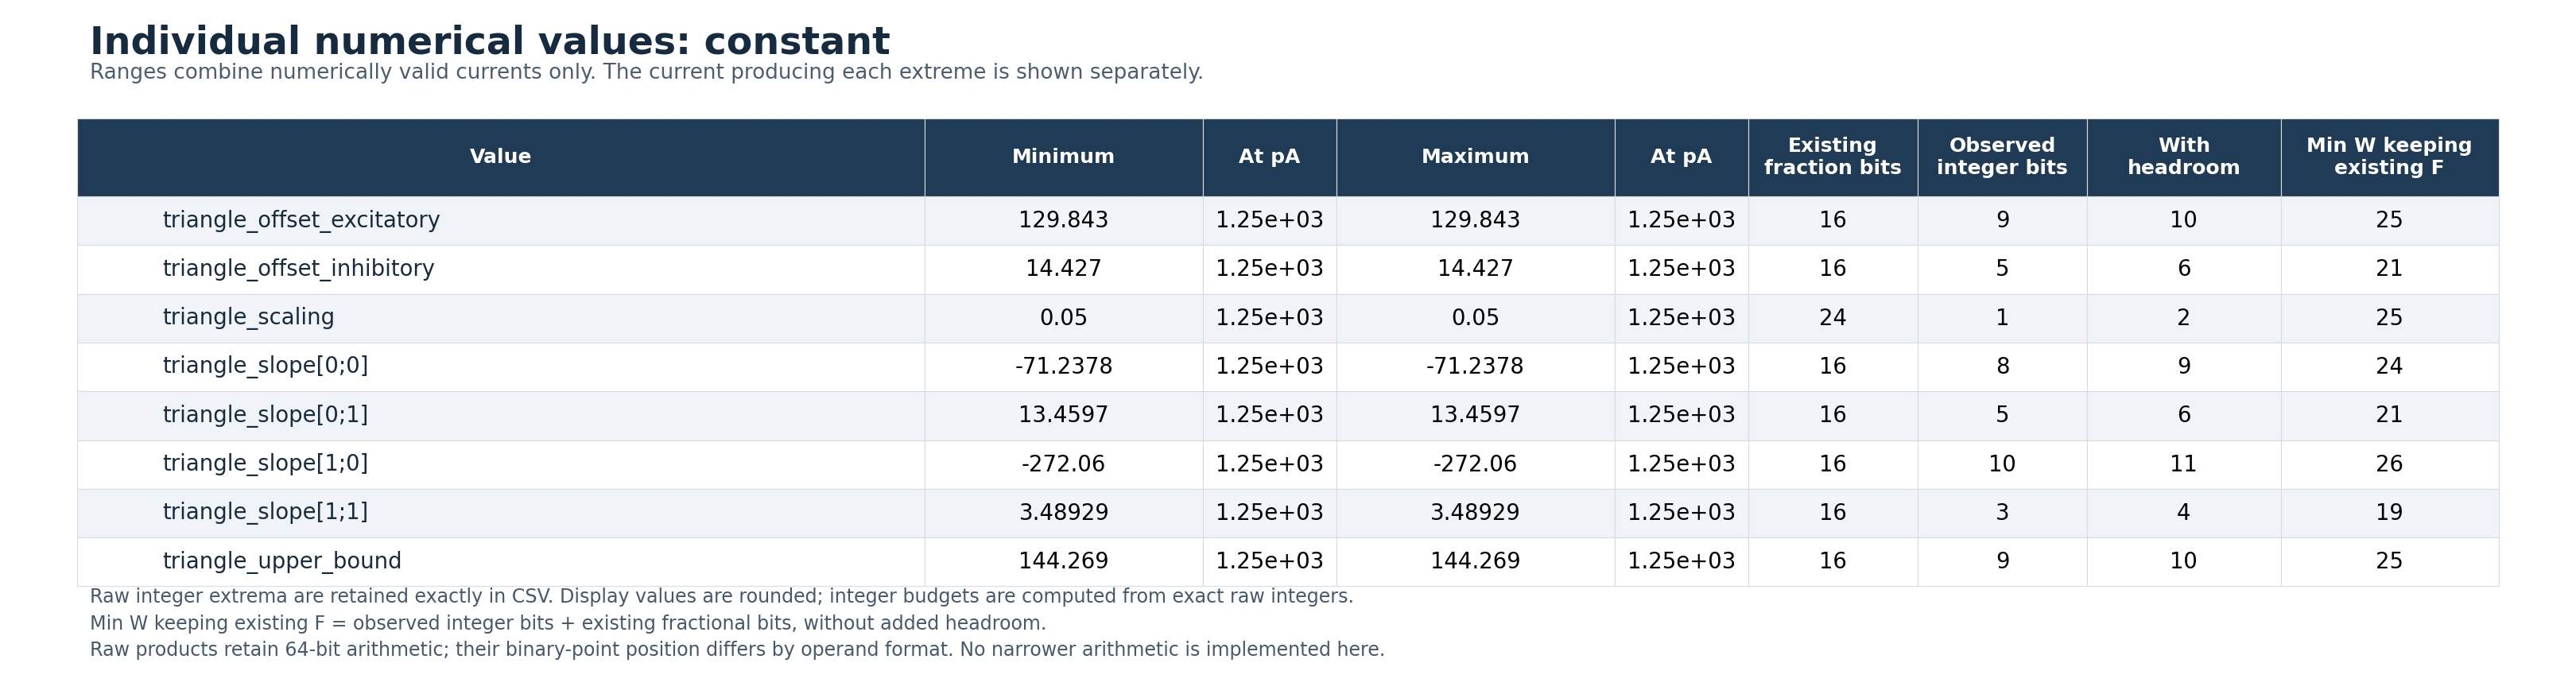 Individual numerical values: constant
Ranges combine numerically valid currents only. The current producing each extreme is shown separately.
Value Minimum At pA Maximum At pA Existing fraction bits Observed integer bits With headroom Min W keeping existing F
triangle_offset_excitatory 129.843 1.25e+03 129.843 1.25e+03 16 9 10 25
triangle_offset_inhibitory 14.427 1.25e+03 14.427 1.25e+03 16 5 6 21
triangle_scaling 0.05 1.25e+03 0.05 1.25e+03 24 1 2 25
triangle_slope[0;0] -71.2378 1.25e+03 -71.2378 1.25e+03 16 8 9 24
triangle_slope[0;1] 13.4597 1.25e+03 13.4597 1.25e+03 16 5 6 21
triangle_slope[1;0] -272.06 1.25e+03 -272.06 1.25e+03 16 10 11 26
triangle_slope[1;1] 3.48929 1.25e+03 3.48929 1.25e+03 16 3 4 19
triangle_upper_bound 144.269 1.25e+03 144.269 1.25e+03 16 9 10 25
Raw integer extrema are retained exactly in CSV. Display values are rounded; integer budgets are computed from exact raw integers.
Min W keeping existing F = observed integer bits + existing fractional bits, without added headroom.
Raw products retain 64-bit arithmetic; their binary-point position differs by operand format. No narrower arithmetic is implemented here.